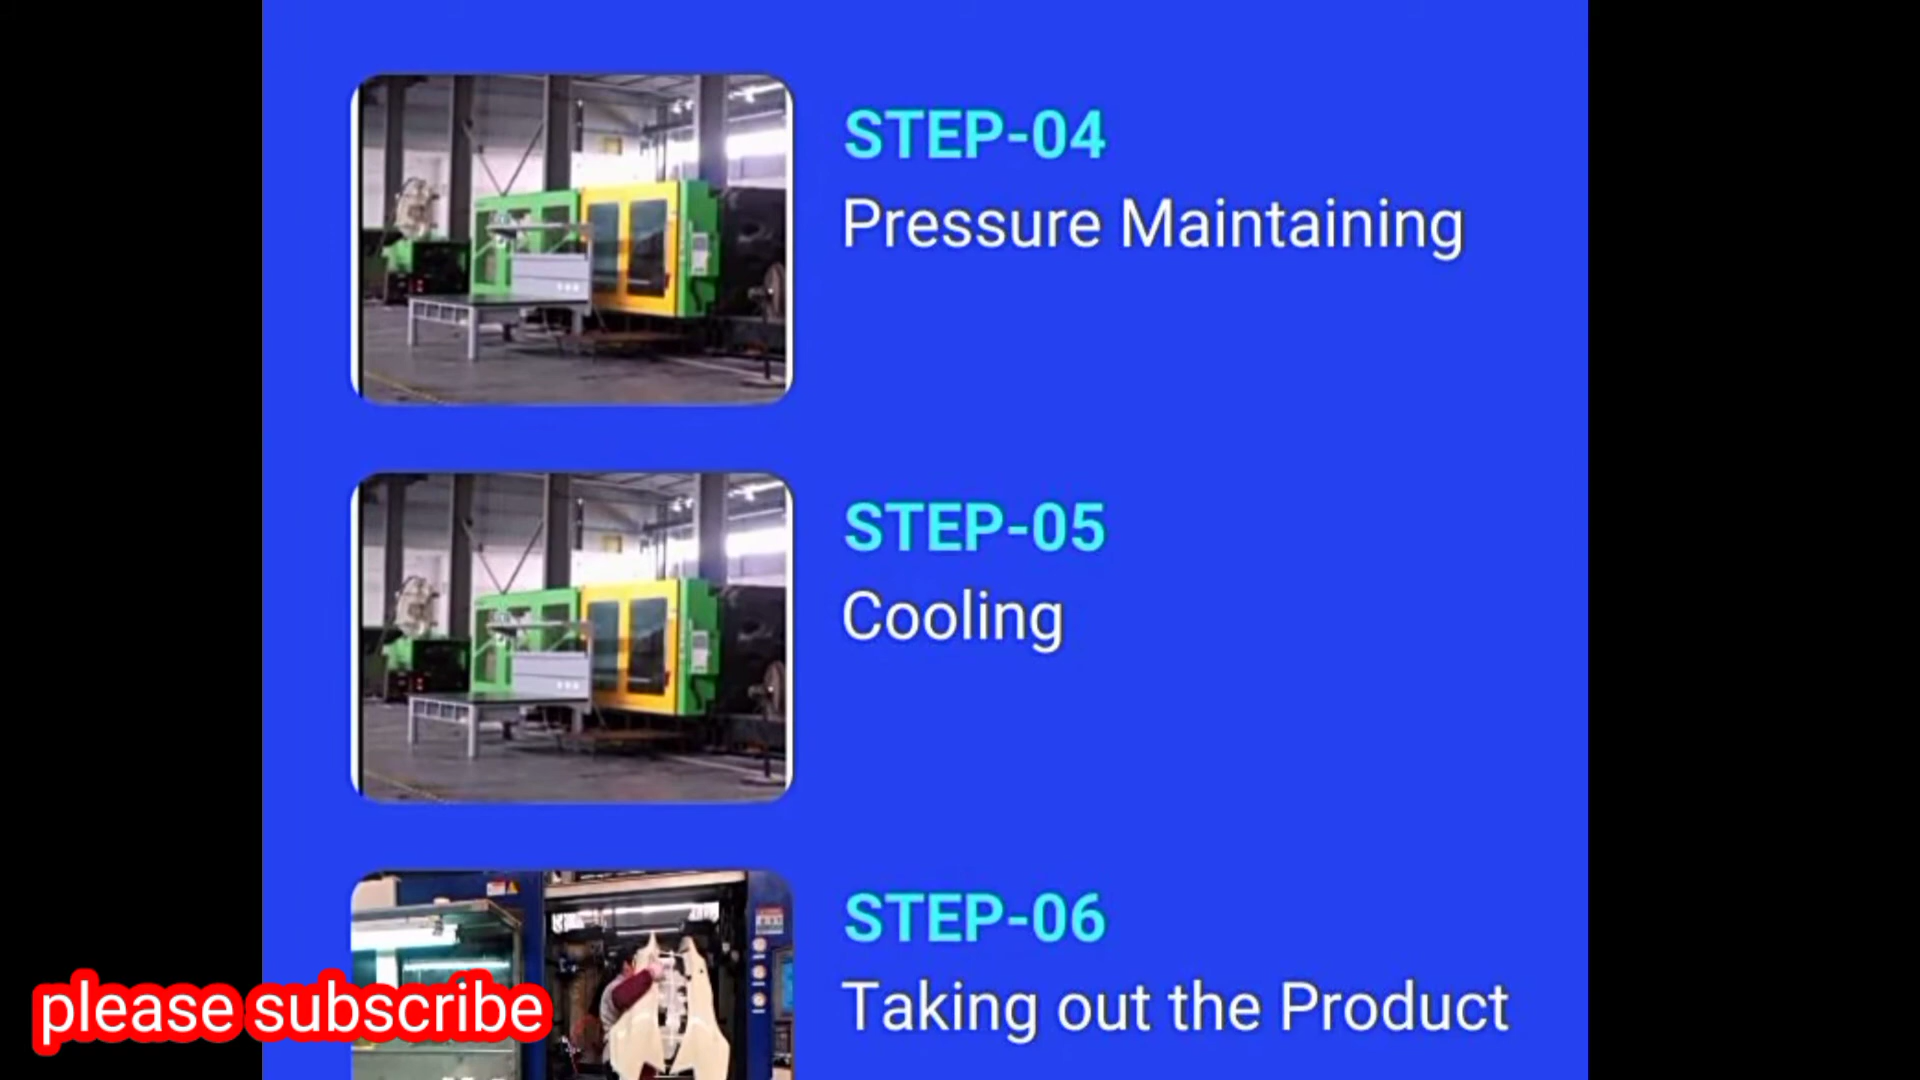 STEP-04
Pressure Maintaining
STEP-05
Cooling
STEP-06
Taking out the Product
please subscribe